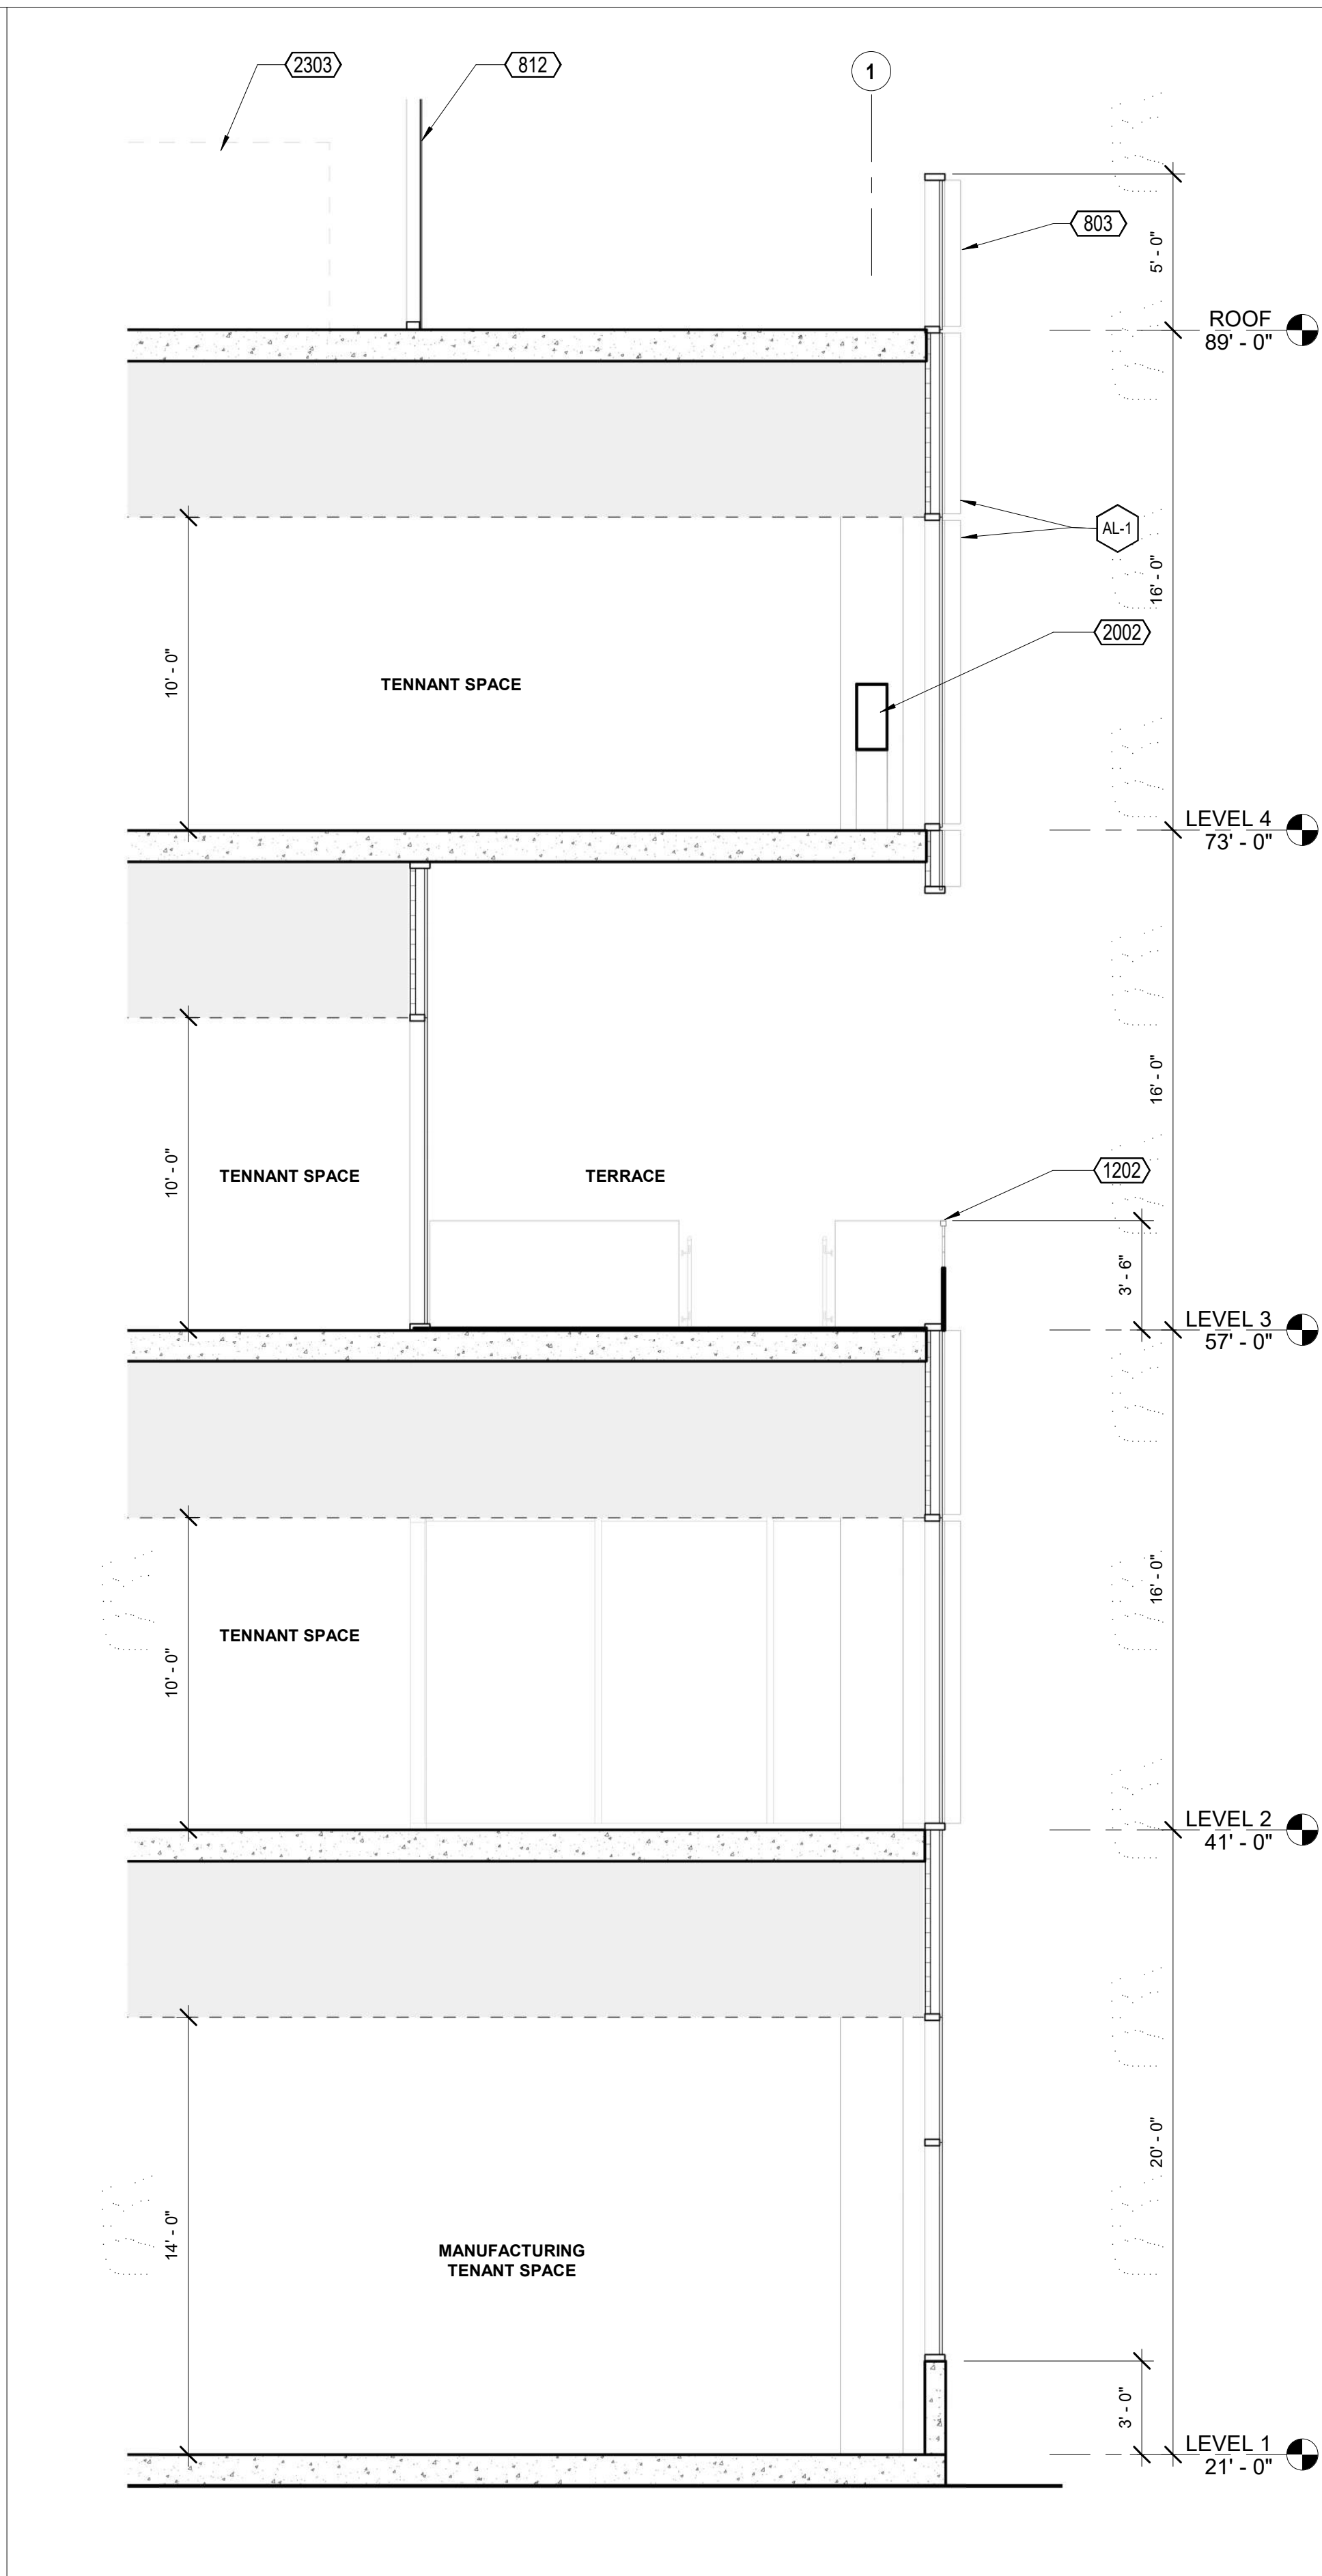 2303
812
1
803
5' - 0"
ROOF
89' - 0"
AL-1
16' - 0"
2002
10' - 0"
TENNANT SPACE
LEVEL 4
73' - 0"
16' - 0"
10' - 0"
TENNANT SPACE
TERRACE
1202
3' - 6"
LEVEL 3
57' - 0"
16' - 0"
TENNANT SPACE
10' - 0"
LEVEL 2
41' - 0"
20' - 0"
14' - 0"
MANUFACTURING
TENANT SPACE
3' - 0"
LEVEL 1
21' - 0"